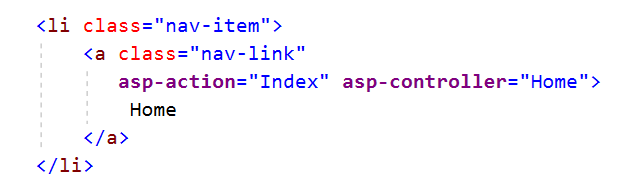 <li class="nav-item">
<a class="nav-link"
asp-action="Index" asp-controller="Home">
Home
</a>
</li>